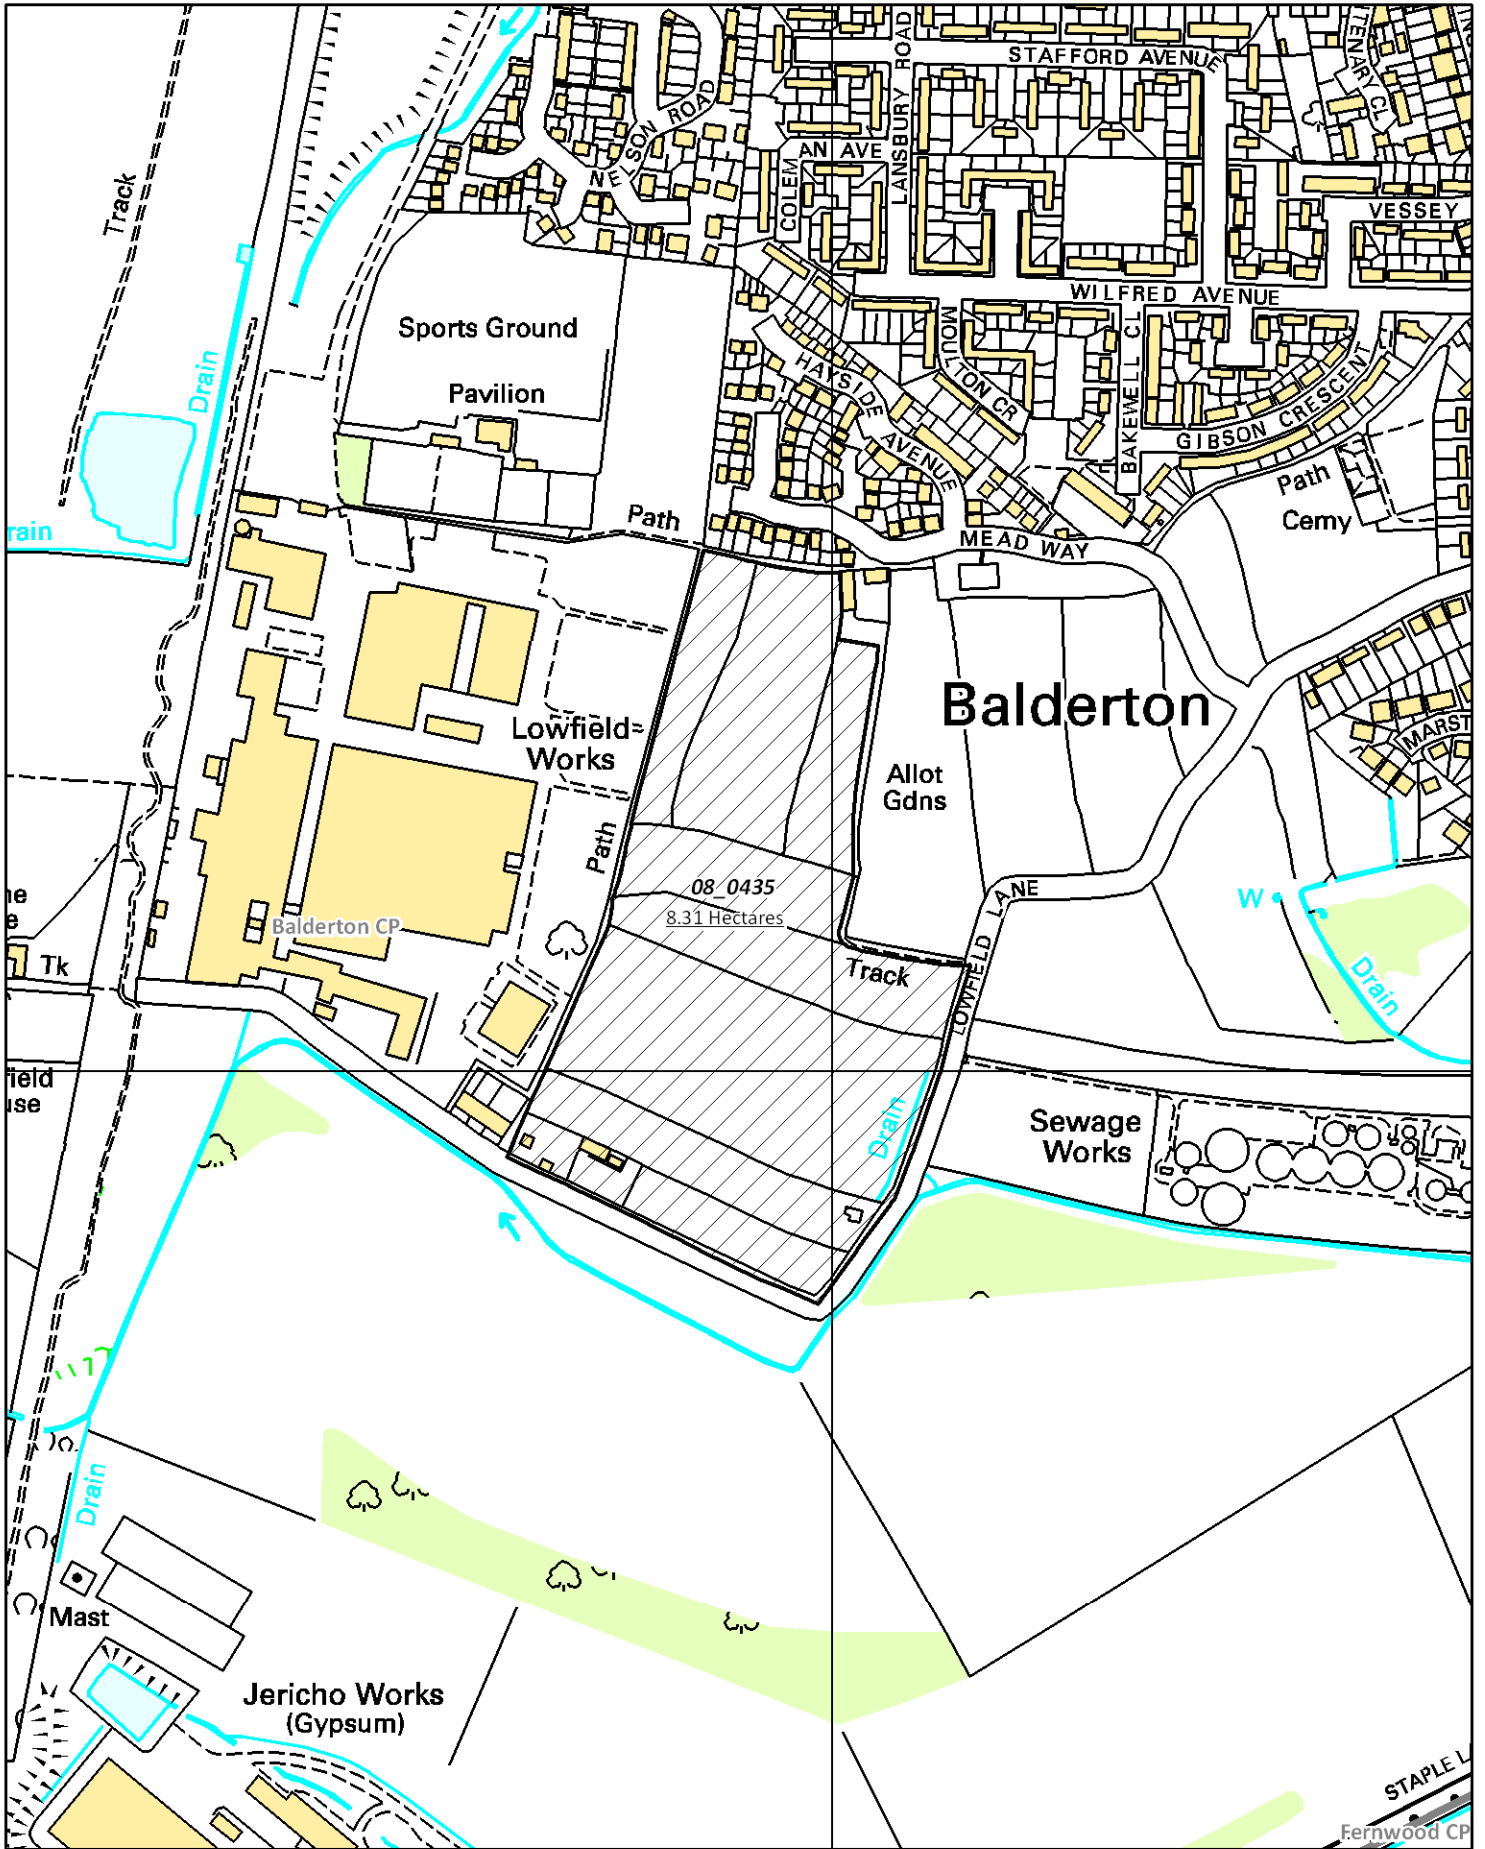 STAFFORD AVENUE
LANSBURY ROAD
NELSON ROAD
COLEM
AN AVE
Track
VESSEY
WILFRED AVENUE
Sports Ground
MOULTON CR
BAKEWELL CL
HAYSIDE AVENUE
GIBSON CRESCENT
Drain
Pavilion
Path
Cemy
Path
rain
MEAD WAY
Balderton
MARST
Lowfield
Works
Allot
Gdns
Path
08_0435
8.31 Hectares
LOWFIELD LANE
W
Balderton CP
Tk
Track
Drain
Drain
Sewage
Works
Drain
Mast
Jericho Works
(Gypsum)
STAPLE L
Fernwood CP